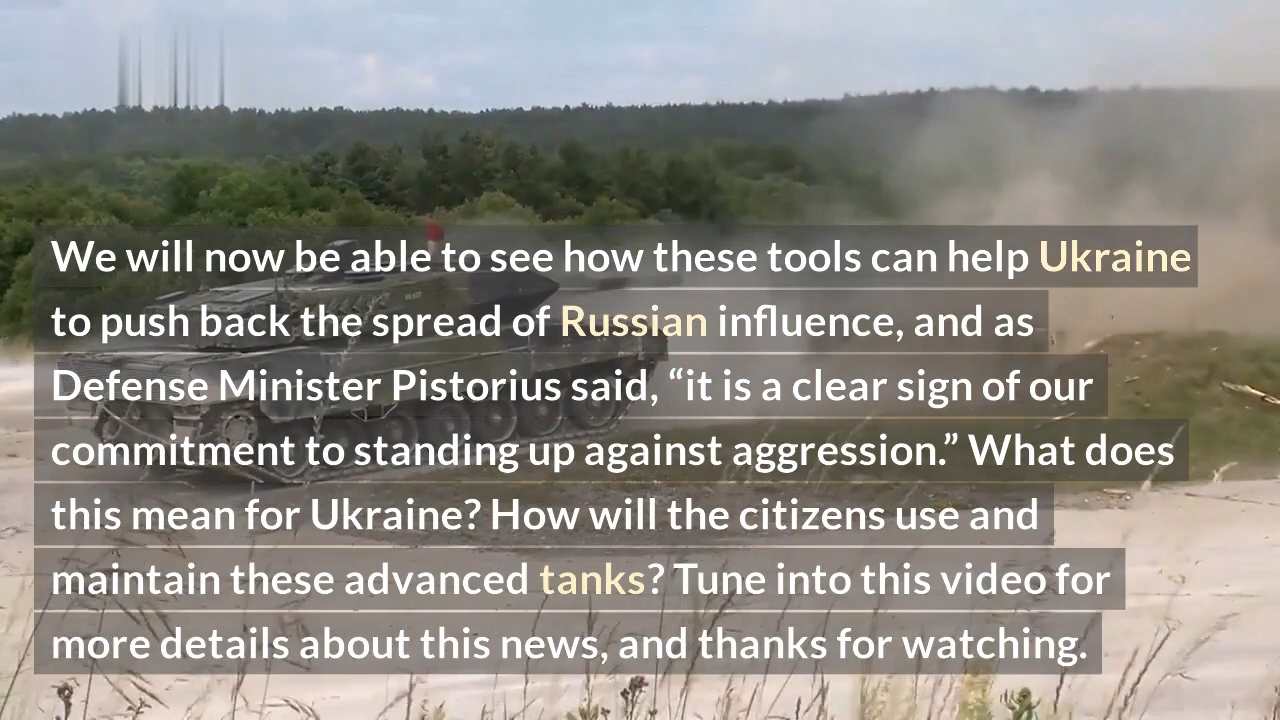 We will now be able to see how these tools can help Ukraine
to push back the spread of Russian influence, and as
Defense Minister Pistorius said, “it is a clear sign of our
commitment to standing up against aggression.” What does
this mean for Ukraine? How will the citizens use and
maintain these advanced tanks? Tune into this video for
more details about this news, and thanks for watching.